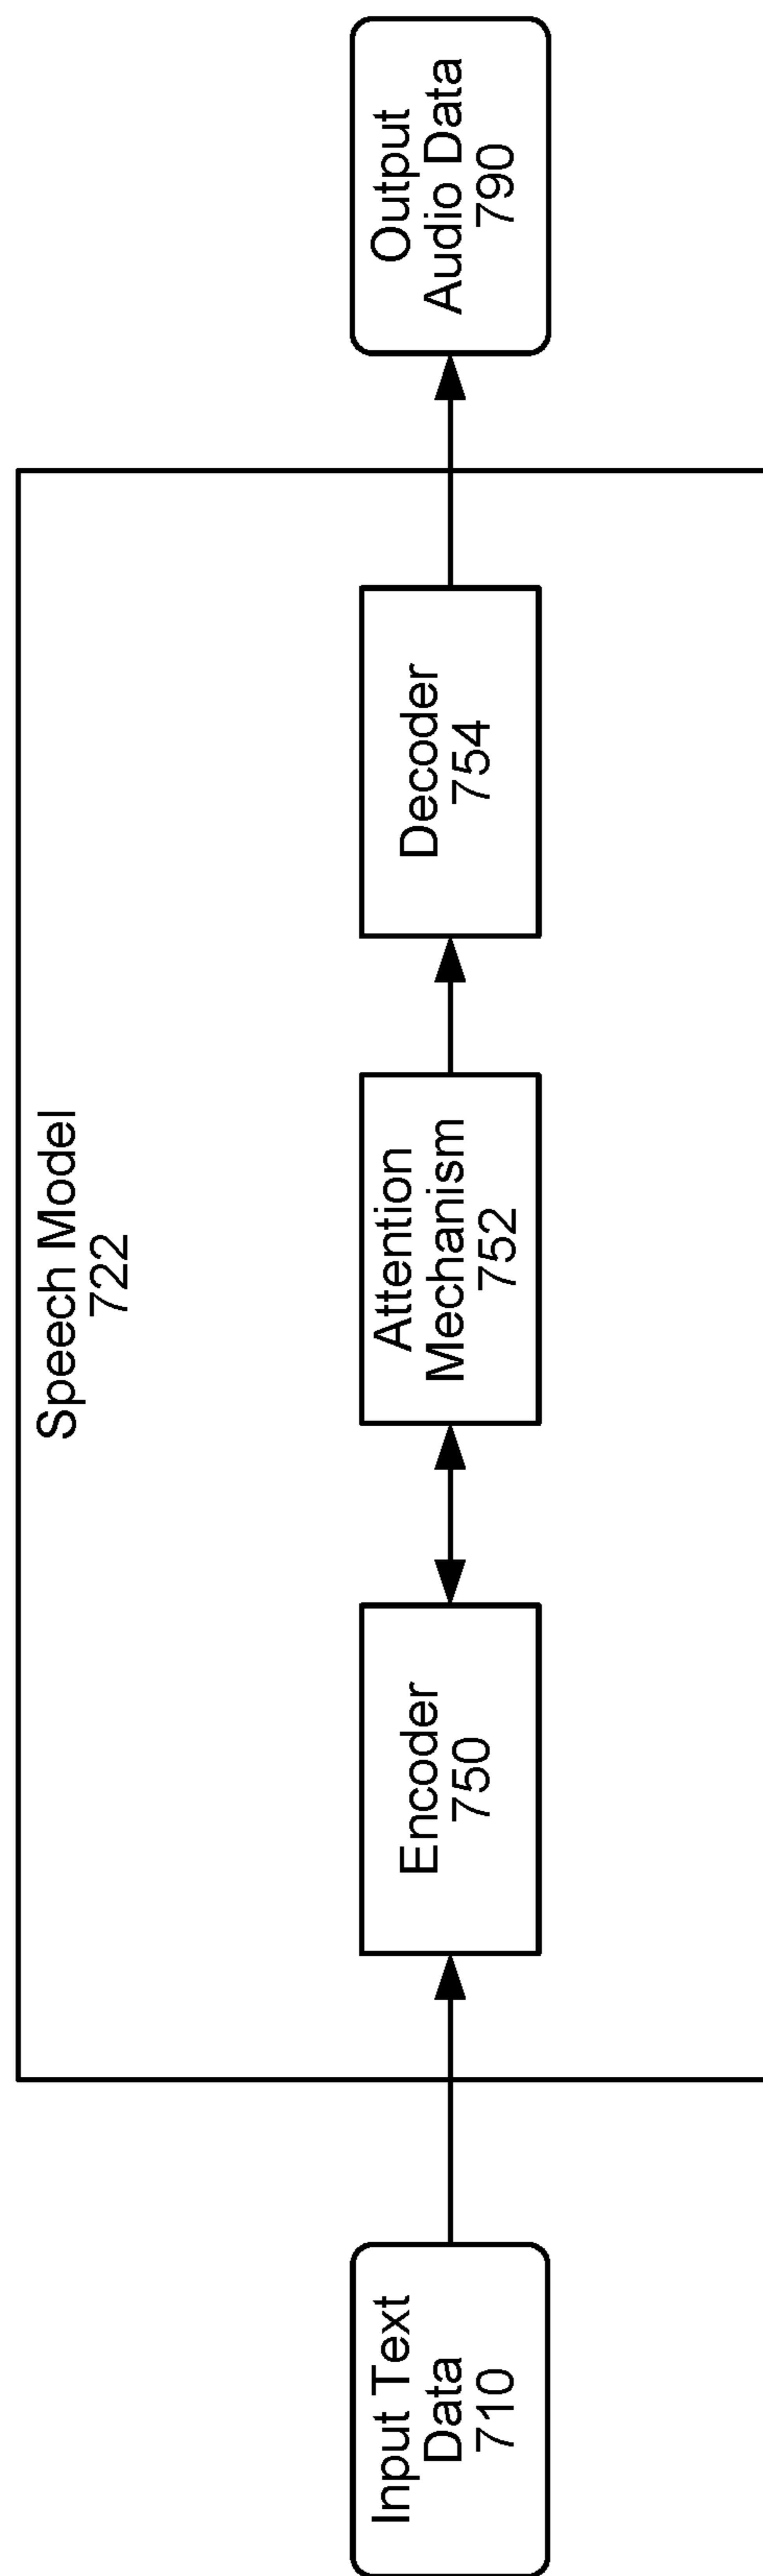 Speech Model
722
Input Text
Data
710
Encoder
750
Attention
Mechanism
752
Decoder
754
Output
Audio Data
790